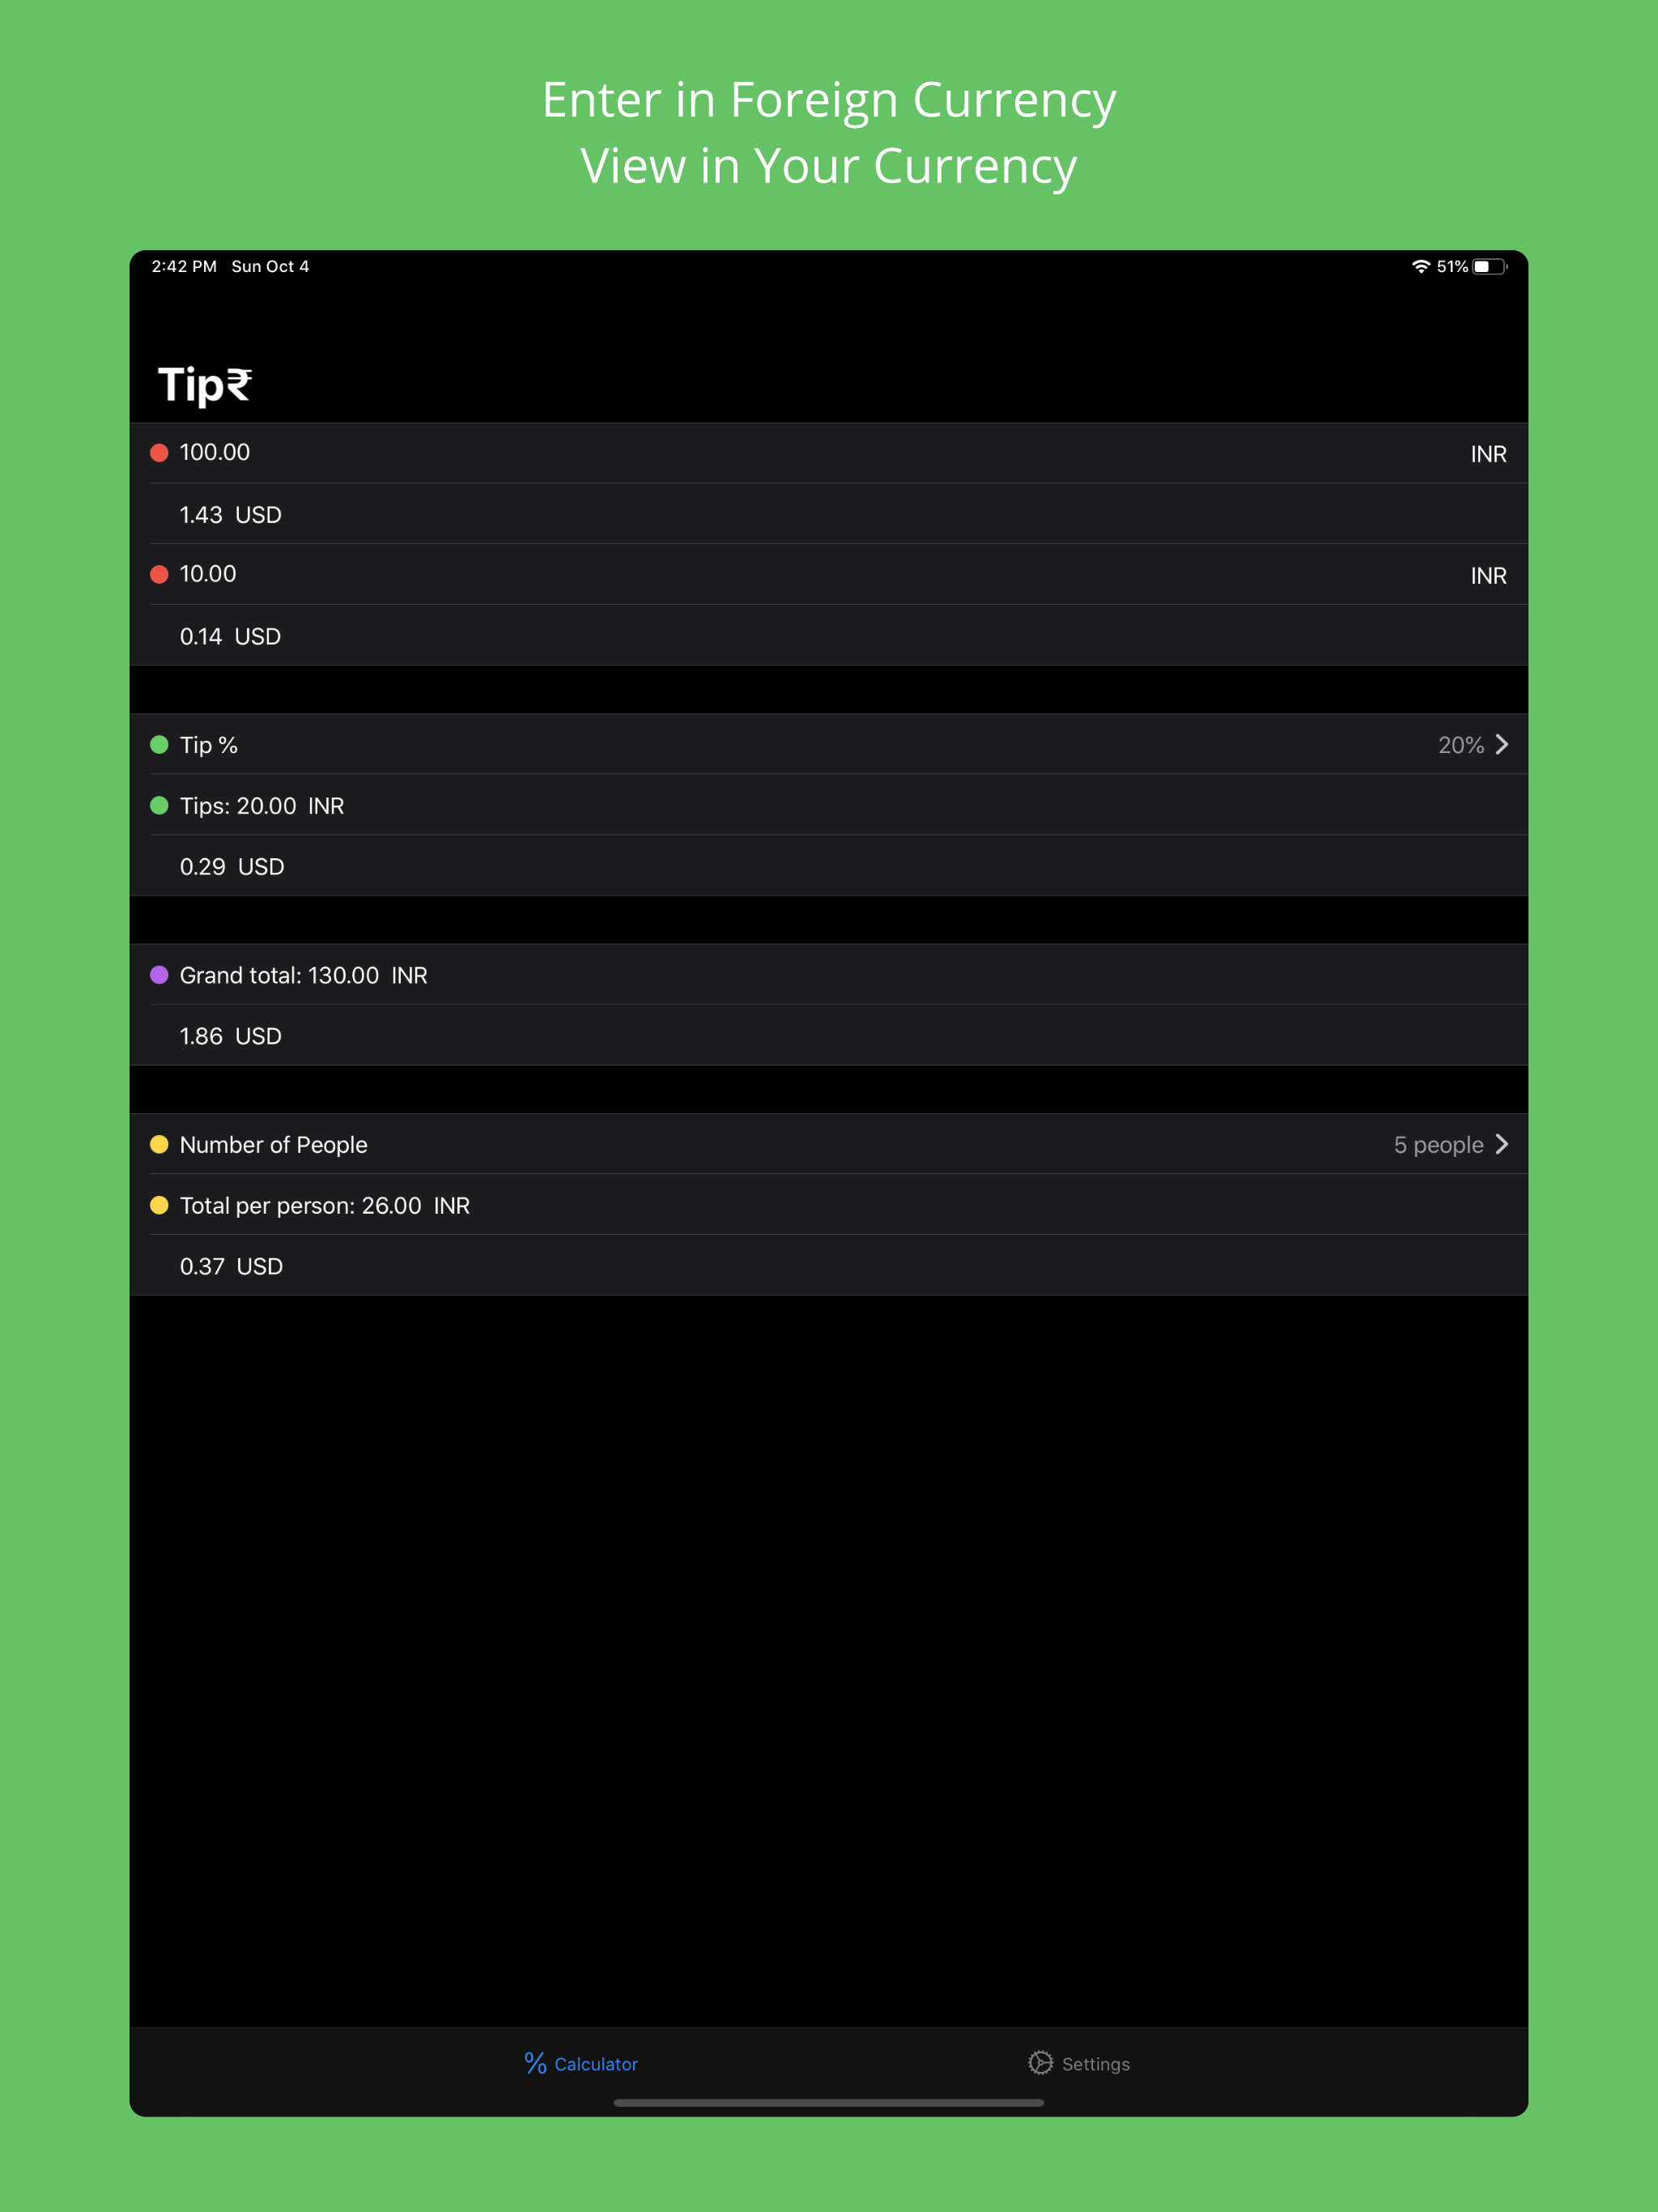 Enter in Foreign Currency
View in Your Currency
2:42 PM Sun Oct 4 51%
Tip₹
100.00 INR
1.43 USD
10.00 INR
0.14 USD
Tip % 20%
Tips: 20.00 INR
0.29 USD
Grand total: 130.00 INR
1.86 USD
Number of People 5 people
Total per person: 26.00 INR
0.37 USD
% Calculator Settings